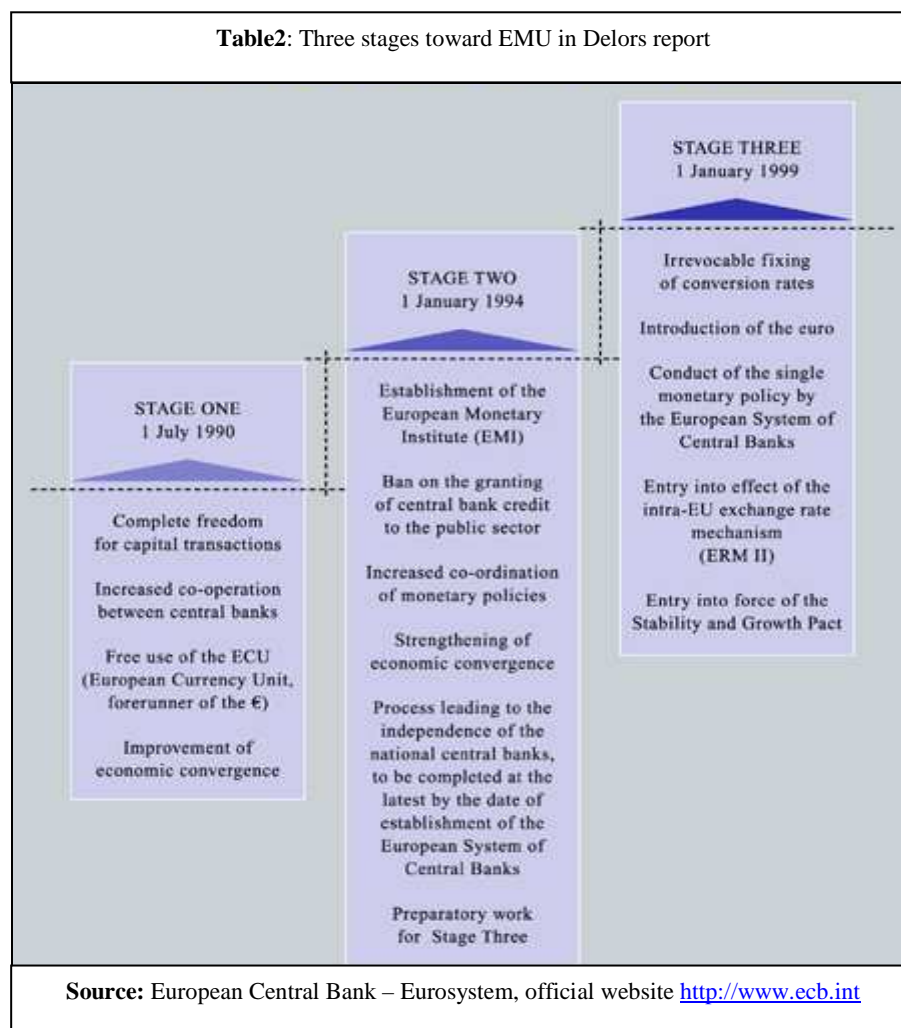 Table2: Three stages toward EMU in Delors report
STAGE ONE
1 July 1990
Complete freedom
for capital transactions
Increased co-operation
between central banks
Free use of the ECU
(European Currency Unit,
forerunner of the €)
Improvement of
economic convergence
STAGE TWO
1 January 1994
Establishment of the
European Monetary
Institute (EMI)
Ban on the granting
of central bank credit
to the public sector
Increased co-ordination
of monetary policies
Strengthening of
economic convergence
Process leading to the
independence of the
national central banks,
to be completed at the
latest by the date of
establishment of the
European System of
Central Banks
Preparatory work
for Stage Three
STAGE THREE
1 January 1999
Irrevocable fixing
of conversion rates
Introduction of the euro
Conduct of the single
monetary policy by
the European System of
Central Banks
Entry into effect of the
intra-EU exchange rate
mechanism
(ERM II)
Entry into force of the
Stability and Growth Pact
Source: European Central Bank – Eurosystem, official website http://www.ecb.int